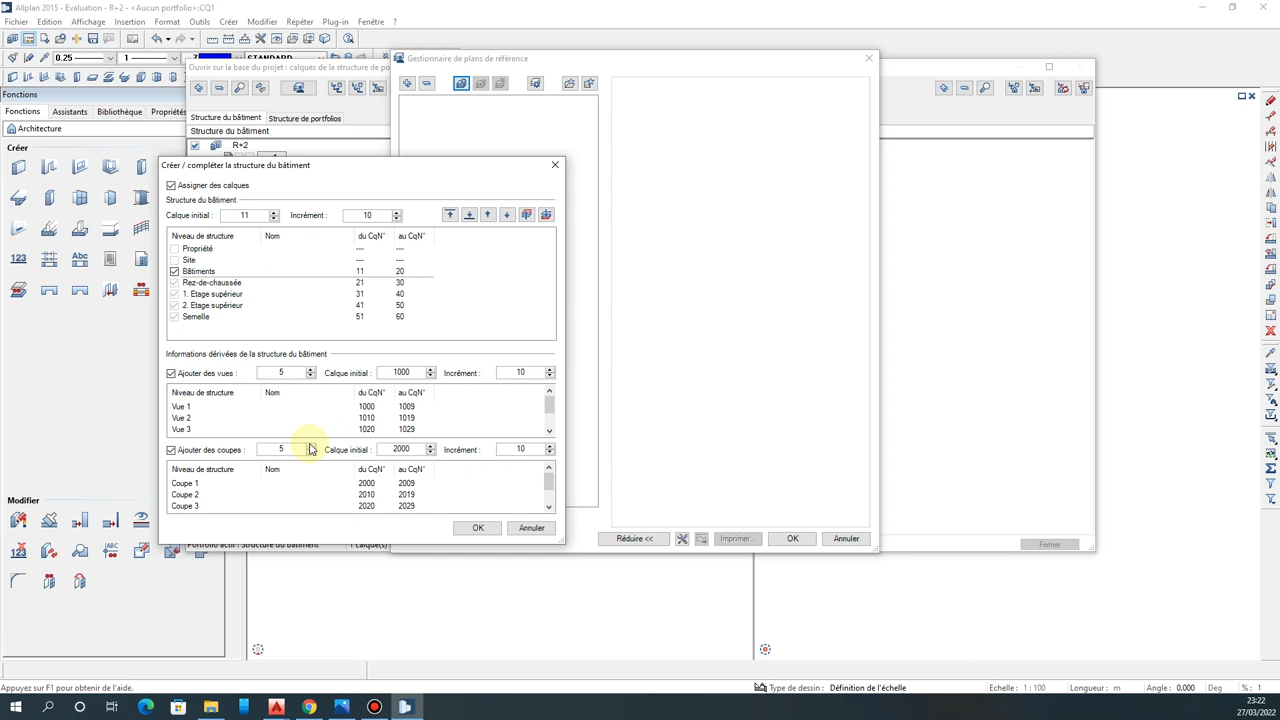 Allplan 2015 - Evaluation - R+2 - <Aucun portfolio>:CQ1
Fichier Edition Affichage Insertion Format Outils Créer Modifier Répéter Plug-in Fenêtre ?
0.25 1 7 STANDARD
Fonctions
Fonctions Assistants Bibliothèque Propriétés
Architecture
Créer
123 Abc
Modifier
123 ABC
Ouvrir sur la base du projet : calques de la structure de po
Structure du bâtiment Structure de portfolios
Structure du bâtiment
R+2
Gestionnaire de plans de référence
Créer / compléter la structure du bâtiment
Assigner des calques
Structure du bâtiment
Calque initial : 11 Incrément : 10
Niveau de structure Nom du CqN° au CqN°
Propriété --- ---
Site --- ---
Bâtiments 11 20
Rez-de-chaussée 21 30
1. Etage supérieur 31 40
2. Etage supérieur 41 50
Semelle 51 60
Informations dérivées de la structure du bâtiment
Ajouter des vues : 5 Calque initial : 1000 Incrément : 10
Niveau de structure Nom du CqN° au CqN°
Vue 1 1000 1009
Vue 2 1010 1019
Vue 3 1020 1029
Ajouter des coupes : 5 Calque initial : 2000 Incrément : 10
Niveau de structure Nom du CqN° au CqN°
Coupe 1 2000 2009
Coupe 2 2010 2019
Coupe 3 2020 2029
OK Annuler
Réduire << Imprimer... OK Annuler
Fermer
Appuyez sur F1 pour obtenir de l'aide. Type de dessin : Définition de l'échelle Echelle : 1 : 100 Longueur : m Angle : 0.000 Deg % : 1
23:22
27/03/2022